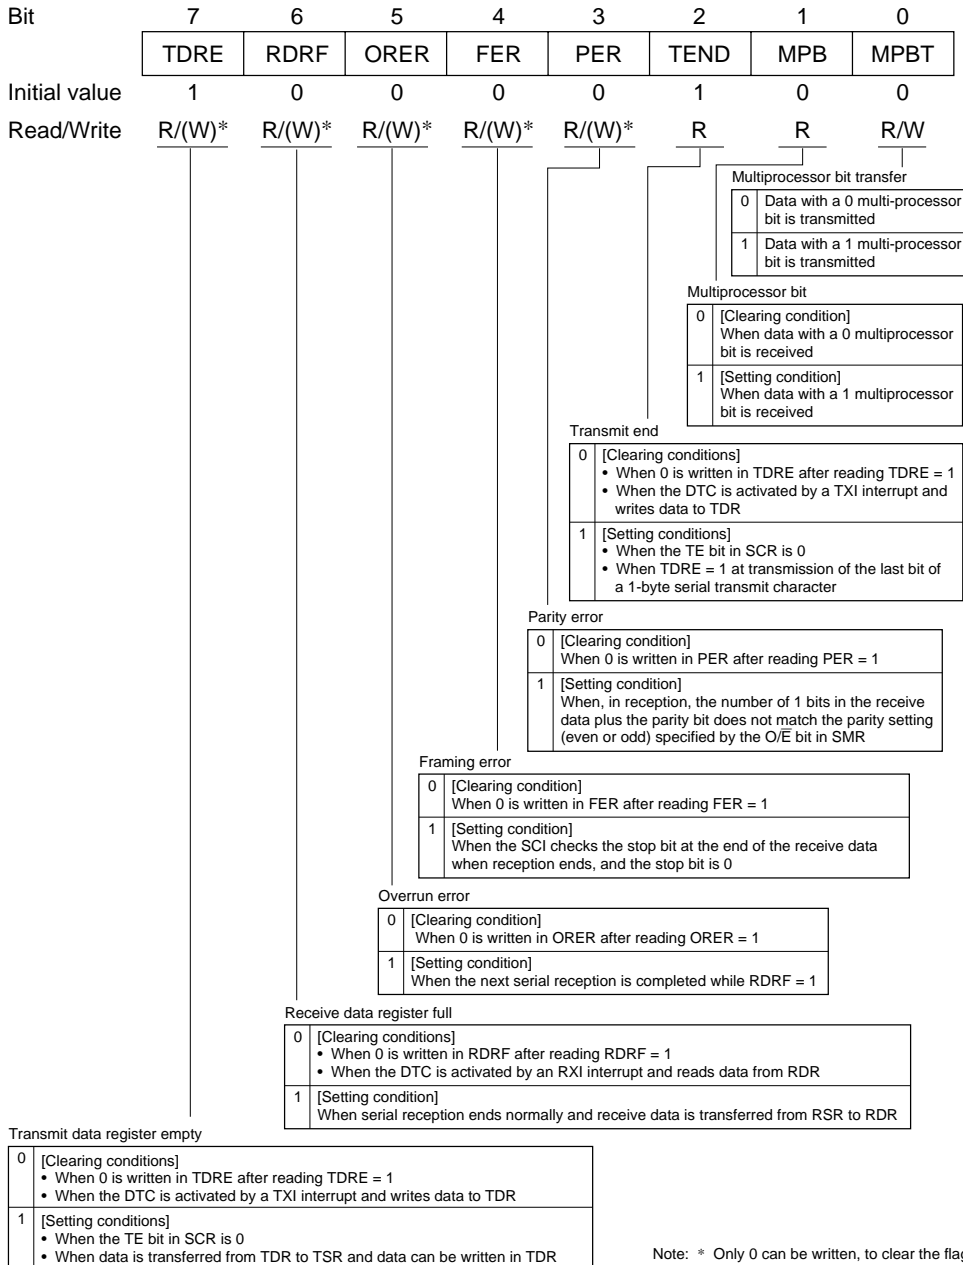 Bit 7 6 5 4 3 2 1 0
TDRE RDRF ORER FER PER TEND MPB MPBT
Initial value 1 0 0 0 0 1 0 0
Read/Write R/(W)* R/(W)* R/(W)* R/(W)* R/(W)* R R R/W
Multiprocessor bit transfer
0 Data with a 0 multi-processor
bit is transmitted
1 Data with a 1 multi-processor
bit is transmitted
Multiprocessor bit
0 [Clearing condition]
When data with a 0 multiprocessor
bit is received
1 [Setting condition]
When data with a 1 multiprocessor
bit is received
Transmit end
0 [Clearing conditions]
• When 0 is written in TDRE after reading TDRE = 1
• When the DTC is activated by a TXI interrupt and
writes data to TDR
1 [Setting conditions]
• When the TE bit in SCR is 0
• When TDRE = 1 at transmission of the last bit of
a 1-byte serial transmit character
Parity error
0 [Clearing condition]
When 0 is written in PER after reading PER = 1
1 [Setting condition]
When, in reception, the number of 1 bits in the receive
data plus the parity bit does not match the parity setting
(even or odd) specified by the O/E̅ bit in SMR
Framing error
0 [Clearing condition]
When 0 is written in FER after reading FER = 1
1 [Setting condition]
When the SCI checks the stop bit at the end of the receive data
when reception ends, and the stop bit is 0
Overrun error
0 [Clearing condition]
When 0 is written in ORER after reading ORER = 1
1 [Setting condition]
When the next serial reception is completed while RDRF = 1
Receive data register full
0 [Clearing conditions]
• When 0 is written in RDRF after reading RDRF = 1
• When the DTC is activated by an RXI interrupt and reads data from RDR
1 [Setting condition]
When serial reception ends normally and receive data is transferred from RSR to RDR
Transmit data register empty
0 [Clearing conditions]
• When 0 is written in TDRE after reading TDRE = 1
• When the DTC is activated by a TXI interrupt and writes data to TDR
1 [Setting conditions]
• When the TE bit in SCR is 0
• When data is transferred from TDR to TSR and data can be written in TDR
Note: * Only 0 can be written, to clear the flag